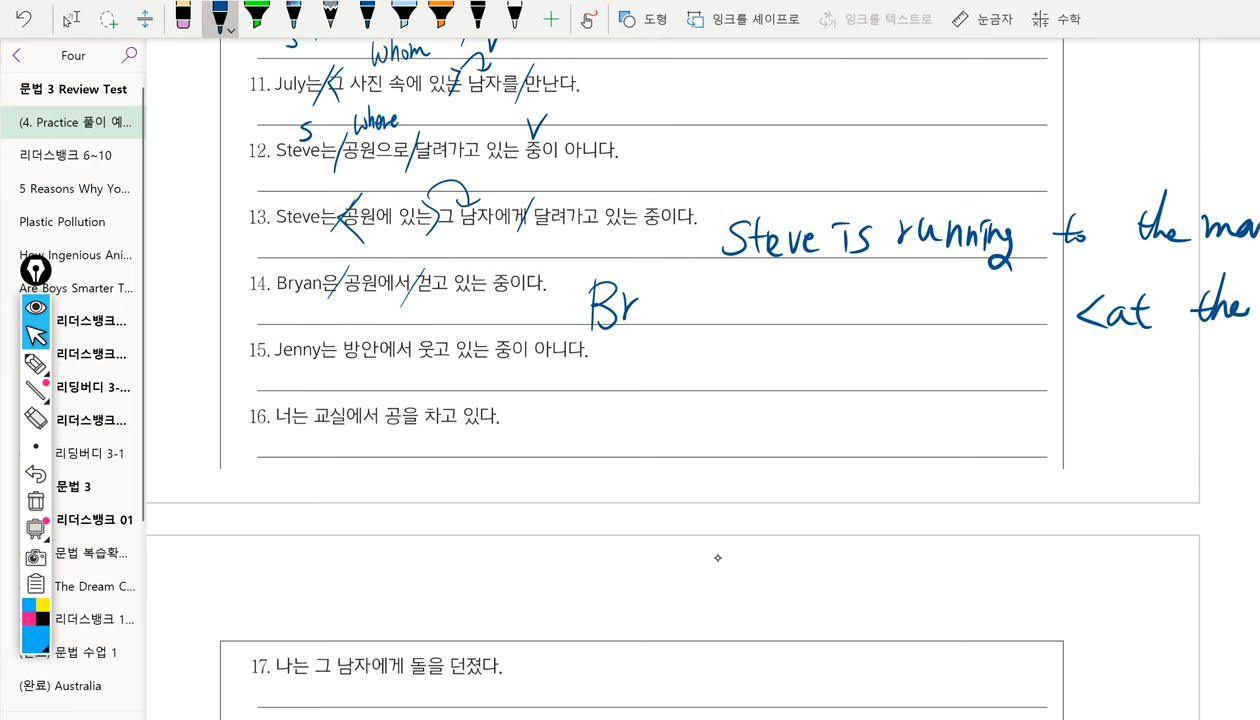 도형
잉크를 셰이프로
잉크를 텍스트로
눈금자
수학
Four
문법 3 Review Test
(4. Practice 풀이 예...
리더스뱅크 6~10
5 Reasons Why Yo...
Plastic Pollution
How Ingenious Ani...
Are Boys Smarter T...
리더스뱅크...
리더스뱅크...
리딩버디 3-...
리더스뱅크...
리딩버디 3-1
문법 3
리더스뱅크 01
문법 복습확...
The Dream C...
리더스뱅크 1...
문법 수업 1
(완료) Australia
whom
11. July는 그 사진 속에 있는 남자를 만난다.
S where V
12. Steve는 공원으로 달려가고 있는 중이 아니다.
13. Steve는 <공원에 있는> 그 남자에게 달려가고 있는 중이다.
Steve is running to the man
<at the
14. Bryan은 공원에서 걷고 있는 중이다.
Br
15. Jenny는 방안에서 웃고 있는 중이 아니다.
16. 너는 교실에서 공을 차고 있다.
17. 나는 그 남자에게 돌을 던졌다.